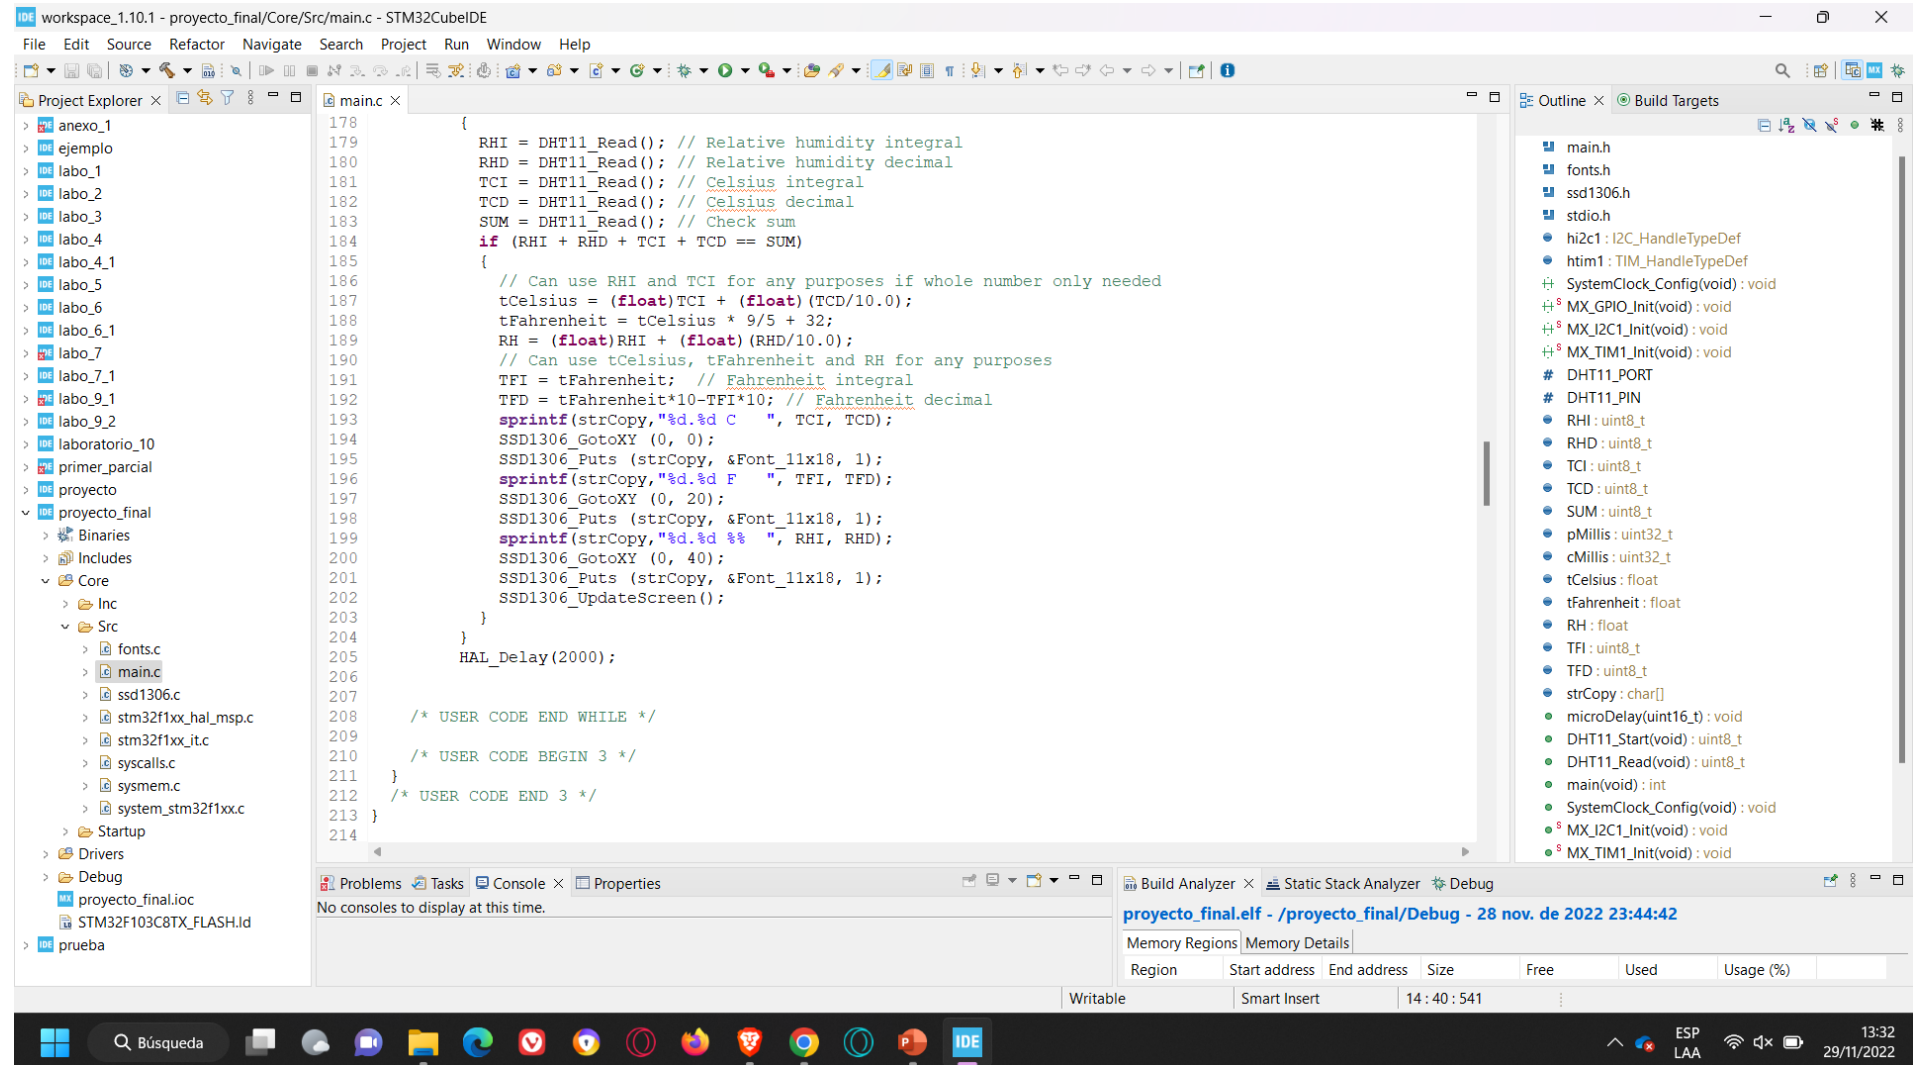 workspace_1.10.1 - proyecto_final/Core/Src/main.c - STM32CubeIDE
File Edit Source Refactor Navigate Search Project Run Window Help
Project Explorer
anexo_1
ejemplo
labo_1
labo_2
labo_3
labo_4
labo_4_1
labo_5
labo_6
labo_6_1
labo_7
labo_7_1
labo_9_1
labo_9_2
laboratorio_10
primer_parcial
proyecto
proyecto_final
Binaries
Includes
Core
Inc
Src
fonts.c
main.c
ssd1306.c
stm32f1xx_hal_msp.c
stm32f1xx_it.c
syscalls.c
sysmem.c
system_stm32f1xx.c
Startup
Drivers
Debug
proyecto_final.ioc
STM32F103C8TX_FLASH.ld
prueba
main.c
178 {
179 RHI = DHT11_Read(); // Relative humidity integral
180 RHD = DHT11_Read(); // Relative humidity decimal
181 TCI = DHT11_Read(); // Celsius integral
182 TCD = DHT11_Read(); // Celsius decimal
183 SUM = DHT11_Read(); // Check sum
184 if (RHI + RHD + TCI + TCD == SUM)
185 {
186 // Can use RHI and TCI for any purposes if whole number only needed
187 tCelsius = (float)TCI + (float)(TCD/10.0);
188 tFahrenheit = tCelsius * 9/5 + 32;
189 RH = (float)RHI + (float)(RHD/10.0);
190 // Can use tCelsius, tFahrenheit and RH for any purposes
191 TFI = tFahrenheit;  // Fahrenheit integral
192 TFD = tFahrenheit*10-TFI*10; // Fahrenheit decimal
193 sprintf(strCopy,"%d.%d C   ", TCI, TCD);
194 SSD1306_GotoXY (0, 0);
195 SSD1306_Puts (strCopy, &Font_11x18, 1);
196 sprintf(strCopy,"%d.%d F   ", TFI, TFD);
197 SSD1306_GotoXY (0, 20);
198 SSD1306_Puts (strCopy, &Font_11x18, 1);
199 sprintf(strCopy,"%d.%d %%  ", RHI, RHD);
200 SSD1306_GotoXY (0, 40);
201 SSD1306_Puts (strCopy, &Font_11x18, 1);
202 SSD1306_UpdateScreen();
203 }
204 }
205 HAL_Delay(2000);
206
207
208 /* USER CODE END WHILE */
209
210 /* USER CODE BEGIN 3 */
211 }
212 /* USER CODE END 3 */
213 }
214
Outline Build Targets
main.h
fonts.h
ssd1306.h
stdio.h
hi2c1 : I2C_HandleTypeDef
htim1 : TIM_HandleTypeDef
SystemClock_Config(void) : void
MX_GPIO_Init(void) : void
MX_I2C1_Init(void) : void
MX_TIM1_Init(void) : void
DHT11_PORT
DHT11_PIN
RHI : uint8_t
RHD : uint8_t
TCI : uint8_t
TCD : uint8_t
SUM : uint8_t
pMillis : uint32_t
cMillis : uint32_t
tCelsius : float
tFahrenheit : float
RH : float
TFI : uint8_t
TFD : uint8_t
strCopy : char[]
microDelay(uint16_t) : void
DHT11_Start(void) : uint8_t
DHT11_Read(void) : uint8_t
main(void) : int
SystemClock_Config(void) : void
MX_I2C1_Init(void) : void
MX_TIM1_Init(void) : void
Problems Tasks Console Properties
No consoles to display at this time.
Build Analyzer Static Stack Analyzer Debug
proyecto_final.elf - /proyecto_final/Debug - 28 nov. de 2022 23:44:42
Memory Regions Memory Details
Region Start address End address Size Free Used Usage (%)
Writable Smart Insert 14 : 40 : 541
Búsqueda
IDE
ESP
LAA
13:32
29/11/2022